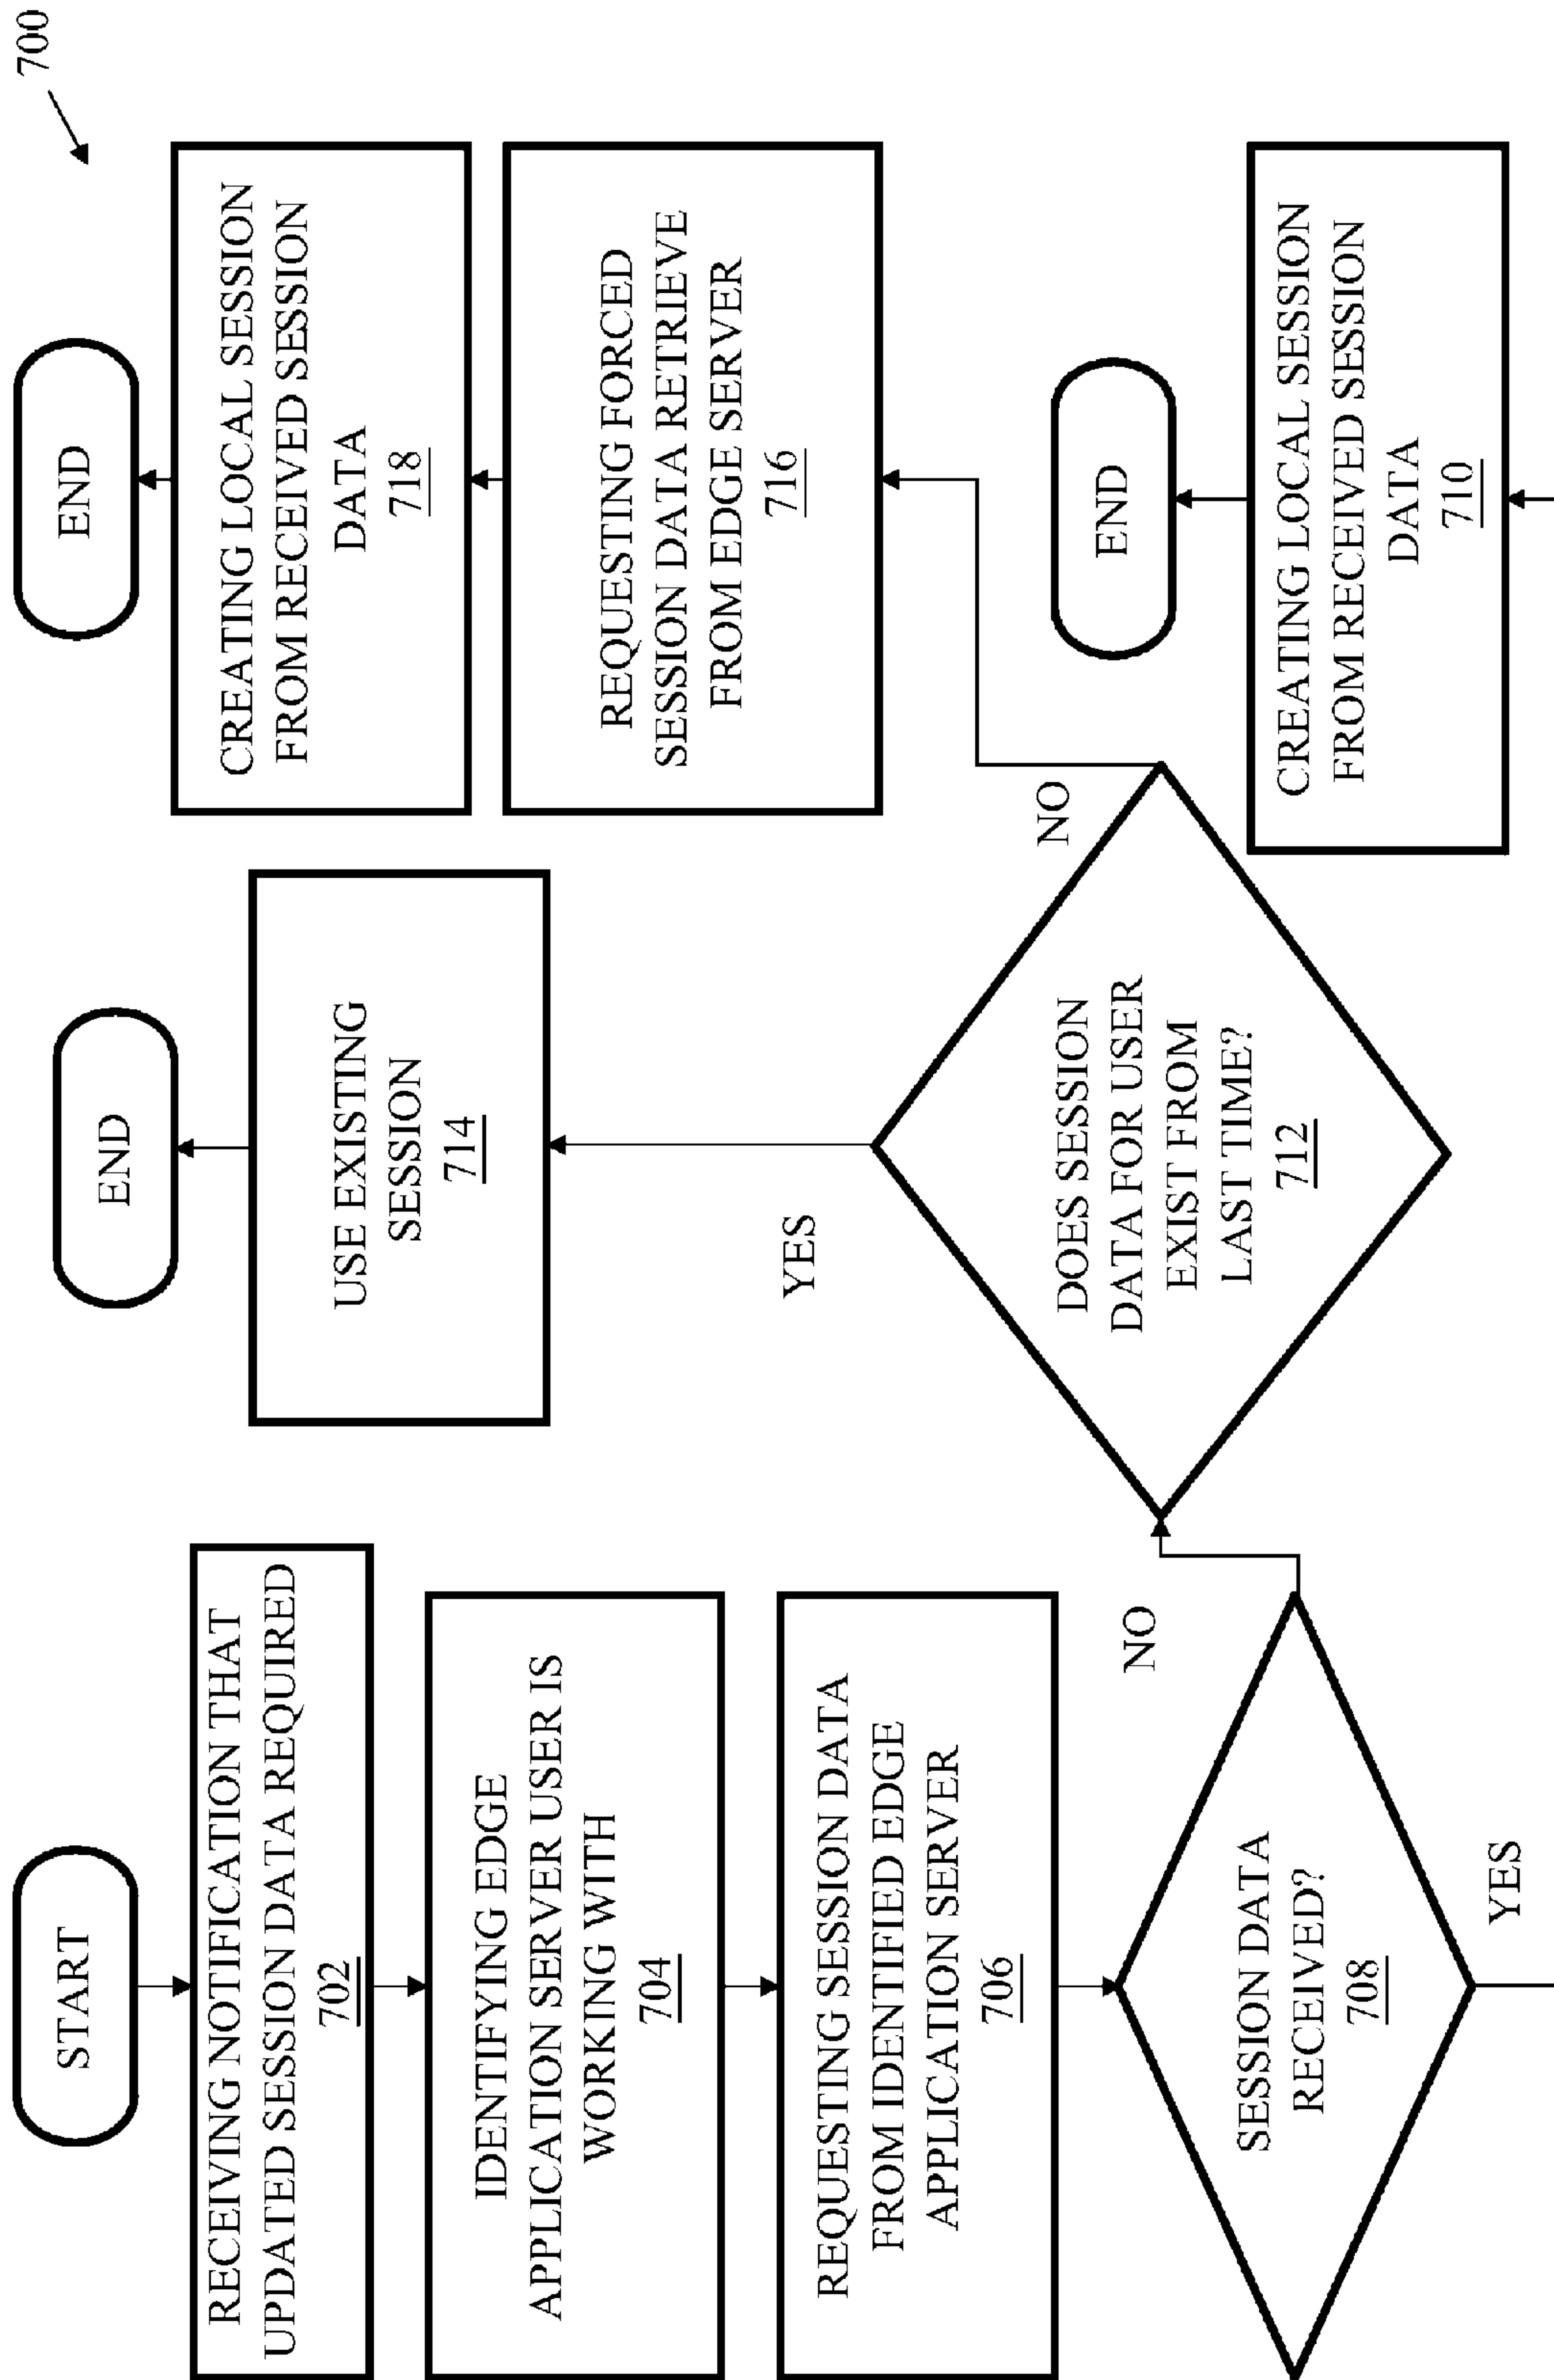 700
START
RECEIVING NOTIFICATION THAT
UPDATED SESSION DATA REQUIRED
702
IDENTIFYING EDGE
APPLICATION SERVER USER IS
WORKING WITH
704
REQUESTING SESSION DATA
FROM IDENTIFIED EDGE
APPLICATION SERVER
706
SESSION DATA
RECEIVED?
708
NO
YES
END
USE EXISTING
SESSION
714
YES
DOES SESSION
DATA FOR USER
EXIST FROM
LAST TIME?
712
NO
END
CREATING LOCAL SESSION
FROM RECEIVED SESSION
DATA
718
REQUESTING FORCED
SESSION DATA RETRIEVE
FROM EDGE SERVER
716
END
CREATING LOCAL SESSION
FROM RECEIVED SESSION
DATA
710